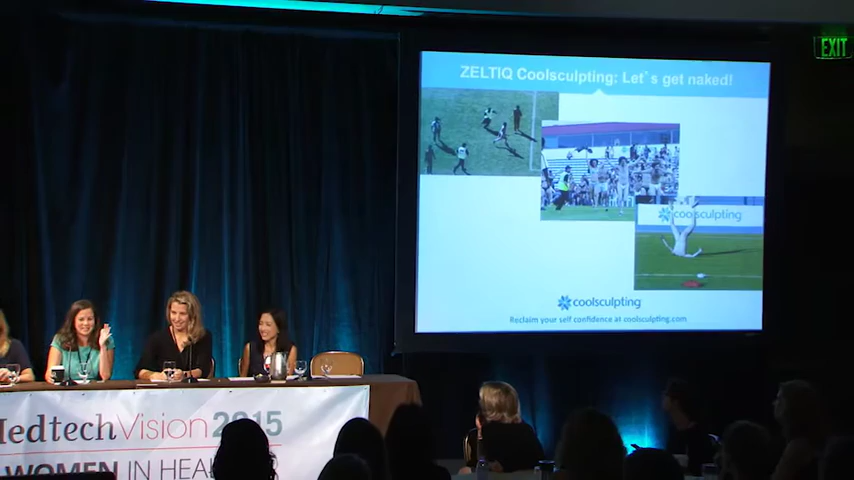 EXIT
ZELTIQ Coolsculpting: Let's get naked!
coolsculpting
coolsculpting
Reclaim your self confidence at coolsculpting.com
MedtechVision 2015
WOMEN IN HEAL